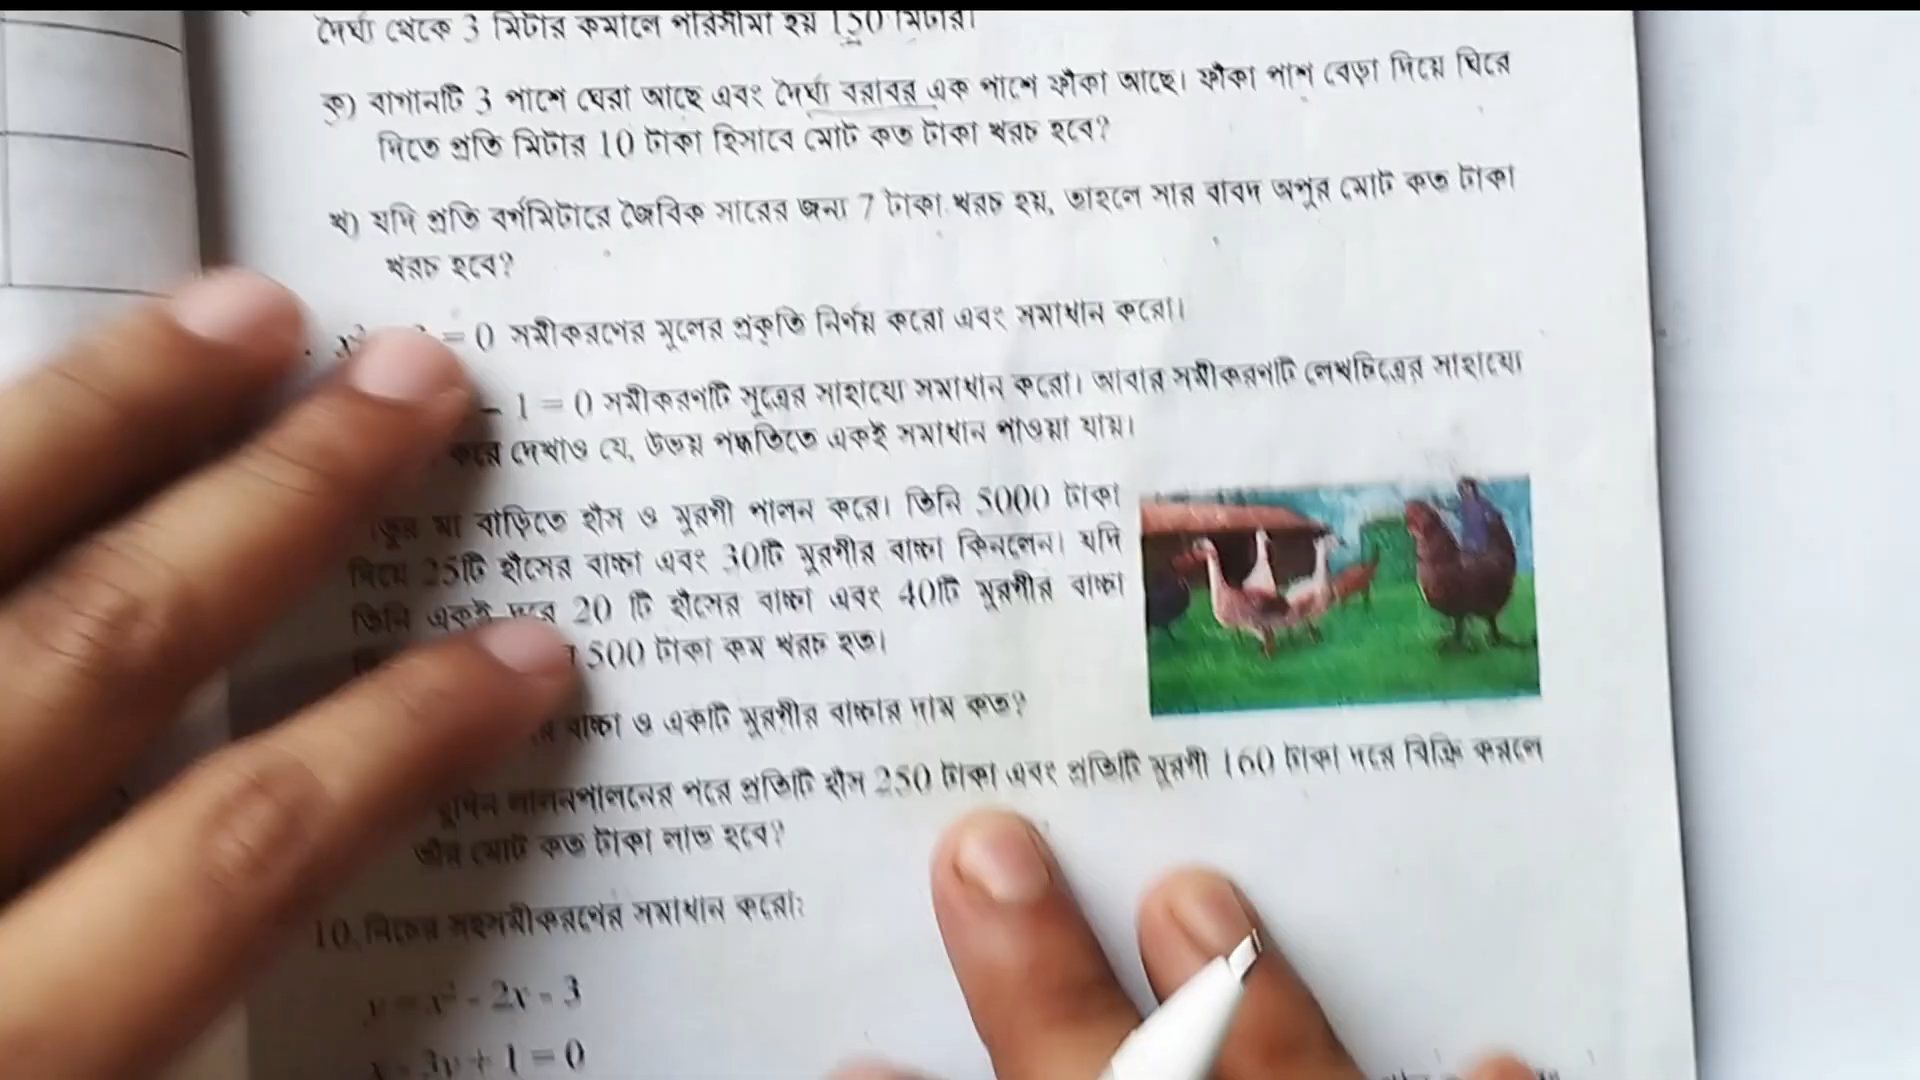 দৈর্ঘ্য থেকে 3 মিটার কমালে পরিসীমা হয় 150 মিটার।
ক) বাগানটি 3 পাশে ঘেরা আছে এবং দৈর্ঘ্য বরাবর এক পাশে ফাঁকা আছে। ফাঁকা পাশ বেড়া দিয়ে ঘিরে
দিতে প্রতি মিটার 10 টাকা হিসাবে মোট কত টাকা খরচ হবে?
খ) যদি প্রতি বর্গমিটারে জৈবিক সারের জন্য 7 টাকা খরচ হয়, তাহলে সার বাবদ অপুর মোট কত টাকা
খরচ হবে?
= 0 সমীকরণের মূলের প্রকৃতি নির্ণয় করো এবং সমাধান করো।
– 1 = 0 সমীকরণটি সূত্রের সাহায্যে সমাধান করো। আবার সমীকরণটি লেখচিত্রের সাহায্যে
করে দেখাও যে, উভয় পদ্ধতিতে একই সমাধান পাওয়া যায়।
মা বাড়িতে হাঁস ও মুরগী পালন করে। তিনি 5000 টাকা
দিয়ে 25টি হাঁসের বাচ্চা এবং 30টি মুরগীর বাচ্চা কিনলেন। যদি
তিনি একই দরে 20 টি হাঁসের বাচ্চা এবং 40টি মুরগীর বাচ্চা
500 টাকা কম খরচ হত।
বাচ্চা ও একটি মুরগীর বাচ্চার দাম কত?
লালনপালনের পরে প্রতিটি হাঁস 250 টাকা এবং প্রতিটি মুরগী 160 টাকা দরে বিক্রি করলে
তাঁর মোট কত টাকা লাভ হবে?
10. নিচের সহসমীকরণের সমাধান করো:
y = x² - 2x - 3
x - 3y + 1 = 0